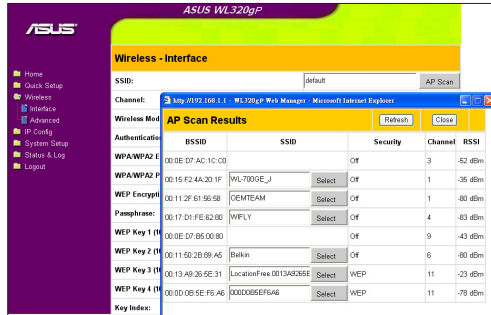 ASUS WL320gP
ASUS
Home
Quick Setup
Wireless
Interface
Advanced
IP Config
System Setup
Status & Log
Logout
Wireless - Interface
SSID: default AP Scan
Channel:
Wireless Mod
Authenticatio
WPA/WPA2 E
WPA/WPA2 P
WEP Encrypti
Passphrase:
WEP Key 1 (1
WEP Key 2 (1
WEP Key 3 (1
WEP Key 4 (1
Key Index:
http://192.168.1.1 - WL320gP Web Manager - Microsoft Internet Explorer
AP Scan Results Refresh Close
BSSID SSID Security Channel RSSI
00:0E:D7:AC:1C:C0 Off 3 -52 dBm
00:15:F2:4A:20:1F WL-700GE_J Select Off 1 -35 dBm
00:11:2F:61:56:58 OEMTEAM Select Off 1 -80 dBm
00:17:D1:FE:62:80 WIFLY Select Off 4 -83 dBm
00:0E:D7:B5:00:80 Off 9 -43 dBm
00:11:50:2B:89:A5 Belkin Select Off 6 -80 dBm
00:13:A9:26:5E:31 LocationFree.0013A9265E Select WEP 11 -23 dBm
00:0D:0B:5E:F6:A6 000D0B5EF6A6 Select WEP 11 -78 dBm